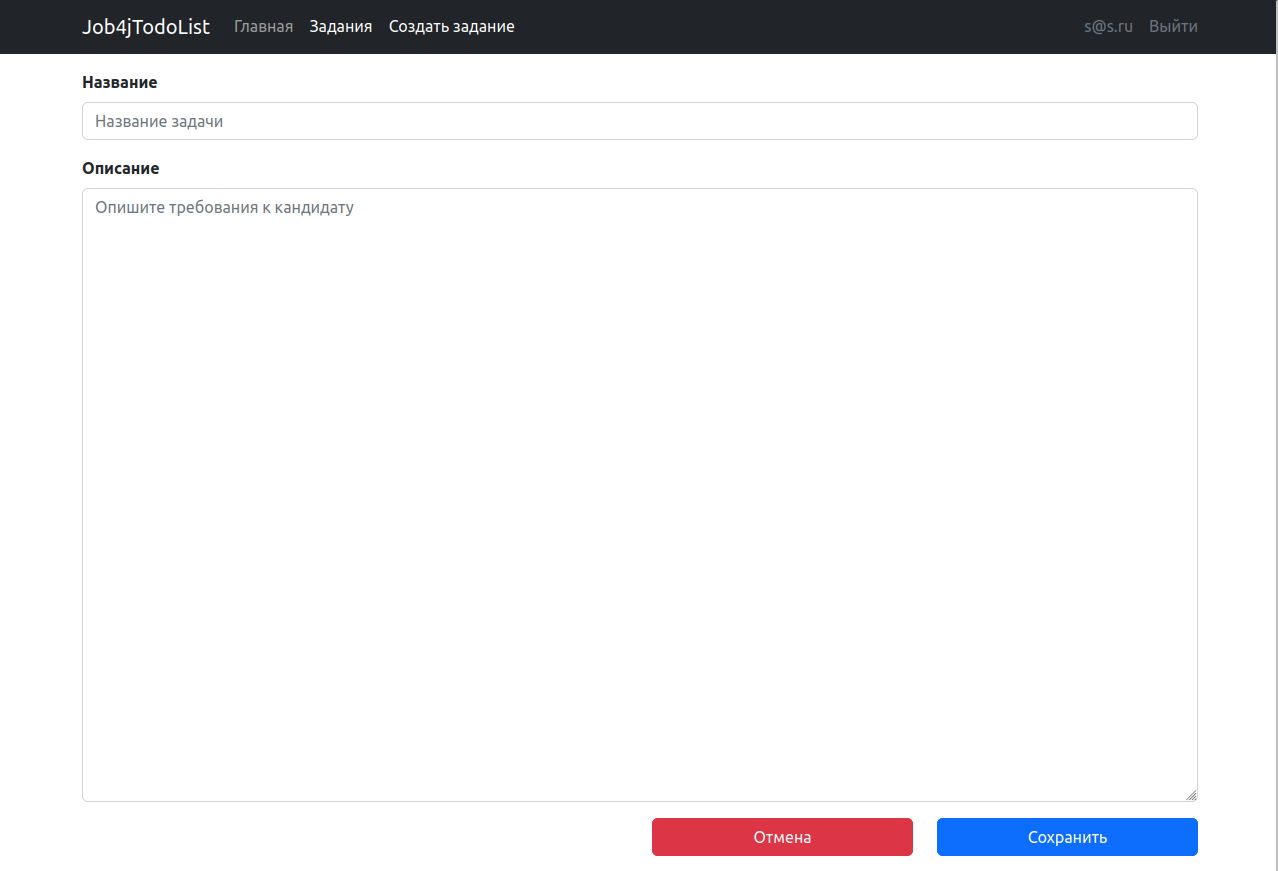 Job4jTodoList Главная Задания Создать задание s@s.ru Выйти
Название
Название задачи
Описание
Опишите требования к кандидату
Отмена Сохранить